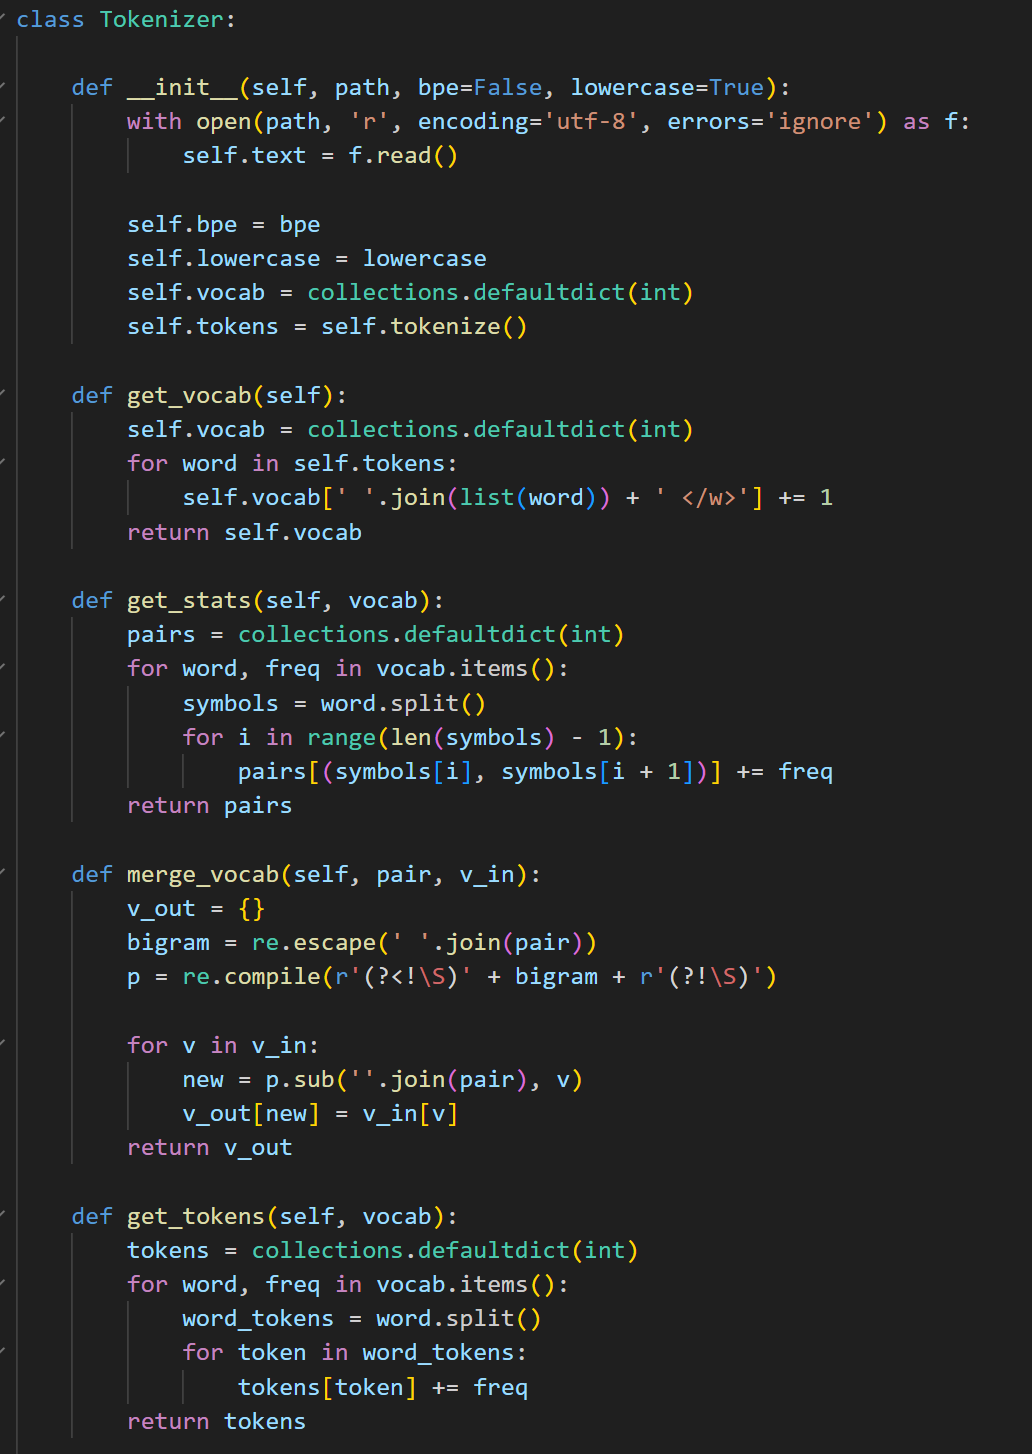 class Tokenizer:
    def __init__(self, path, bpe=False, lowercase=True):
        with open(path, 'r', encoding='utf-8', errors='ignore') as f:
            self.text = f.read()
        self.bpe = bpe
        self.lowercase = lowercase
        self.vocab = collections.defaultdict(int)
        self.tokens = self.tokenize()
    def get_vocab(self):
        self.vocab = collections.defaultdict(int)
        for word in self.tokens:
            self.vocab[' '.join(list(word)) + ' </w>'] += 1
        return self.vocab
    def get_stats(self, vocab):
        pairs = collections.defaultdict(int)
        for word, freq in vocab.items():
            symbols = word.split()
            for i in range(len(symbols) - 1):
                pairs[(symbols[i], symbols[i + 1])] += freq
        return pairs
    def merge_vocab(self, pair, v_in):
        v_out = {}
        bigram = re.escape(' '.join(pair))
        p = re.compile(r'(?<!\S)' + bigram + r'(?!\S)')
        for v in v_in:
            new = p.sub(''.join(pair), v)
            v_out[new] = v_in[v]
        return v_out
    def get_tokens(self, vocab):
        tokens = collections.defaultdict(int)
        for word, freq in vocab.items():
            word_tokens = word.split()
            for token in word_tokens:
                tokens[token] += freq
        return tokens